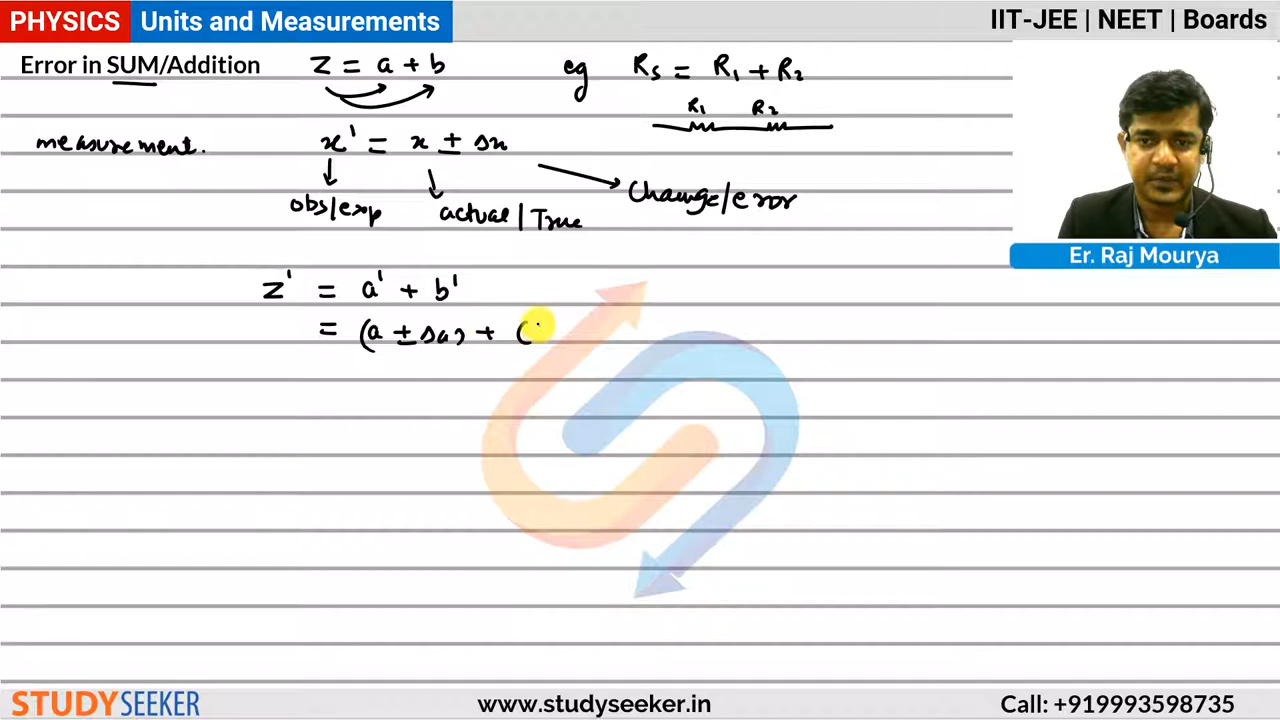 PHYSICS Units and Measurements
IIT-JEE | NEET | Boards
Error in SUM/Addition z = a + b eg Rs = R₁ + R₂
R₁ R₂
measurement. x' = x ± Δx
obs/exp actual/True Change/error
Er. Raj Mourya
z' = a' + b'
= (a ± Δa) + (
STUDYSEEKER www.studyseeker.in Call: +919993598735